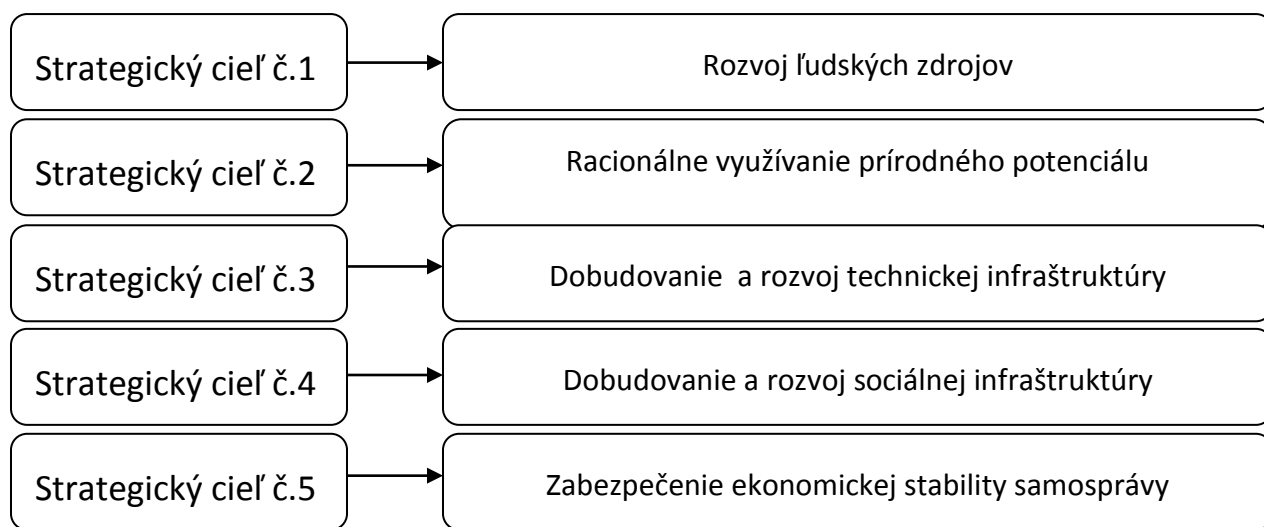 Strategický cieľ č.1
Rozvoj ľudských zdrojov
Strategický cieľ č.2
Racionálne využívanie prírodného potenciálu
Strategický cieľ č.3
Dobudovanie  a rozvoj technickej infraštruktúry
Strategický cieľ č.4
Dobudovanie a rozvoj sociálnej infraštruktúry
Strategický cieľ č.5
Zabezpečenie ekonomickej stability samosprávy